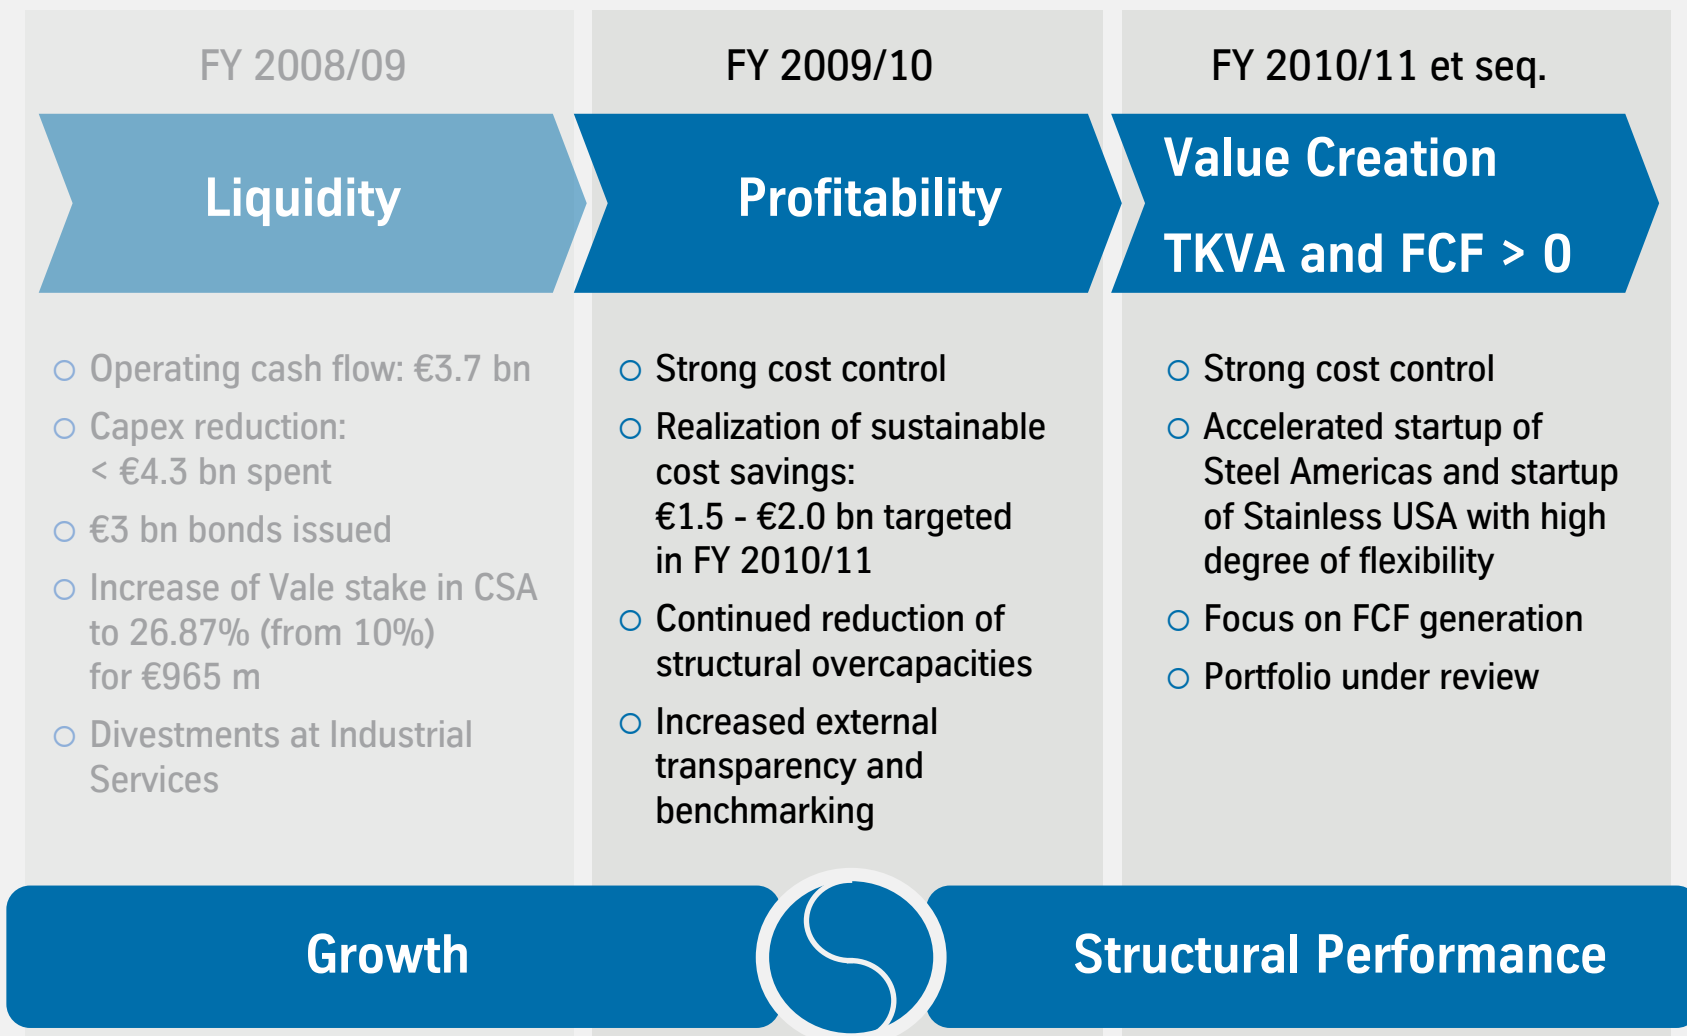 FY 2008/09
Liquidity
Operating cash flow: €3.7 bn
Capex reduction:
< €4.3 bn spent
€3 bn bonds issued
Increase of Vale stake in CSA
to 26.87% (from 10%)
for €965 m
Divestments at Industrial
Services
FY 2009/10
Profitability
Strong cost control
Realization of sustainable
cost savings:
€1.5 - €2.0 bn targeted
in FY 2010/11
Continued reduction of
structural overcapacities
Increased external
transparency and
benchmarking
FY 2010/11 et seq.
Value Creation
TKVA and FCF > 0
Strong cost control
Accelerated startup of
Steel Americas and startup
of Stainless USA with high
degree of flexibility
Focus on FCF generation
Portfolio under review
Growth
Structural Performance